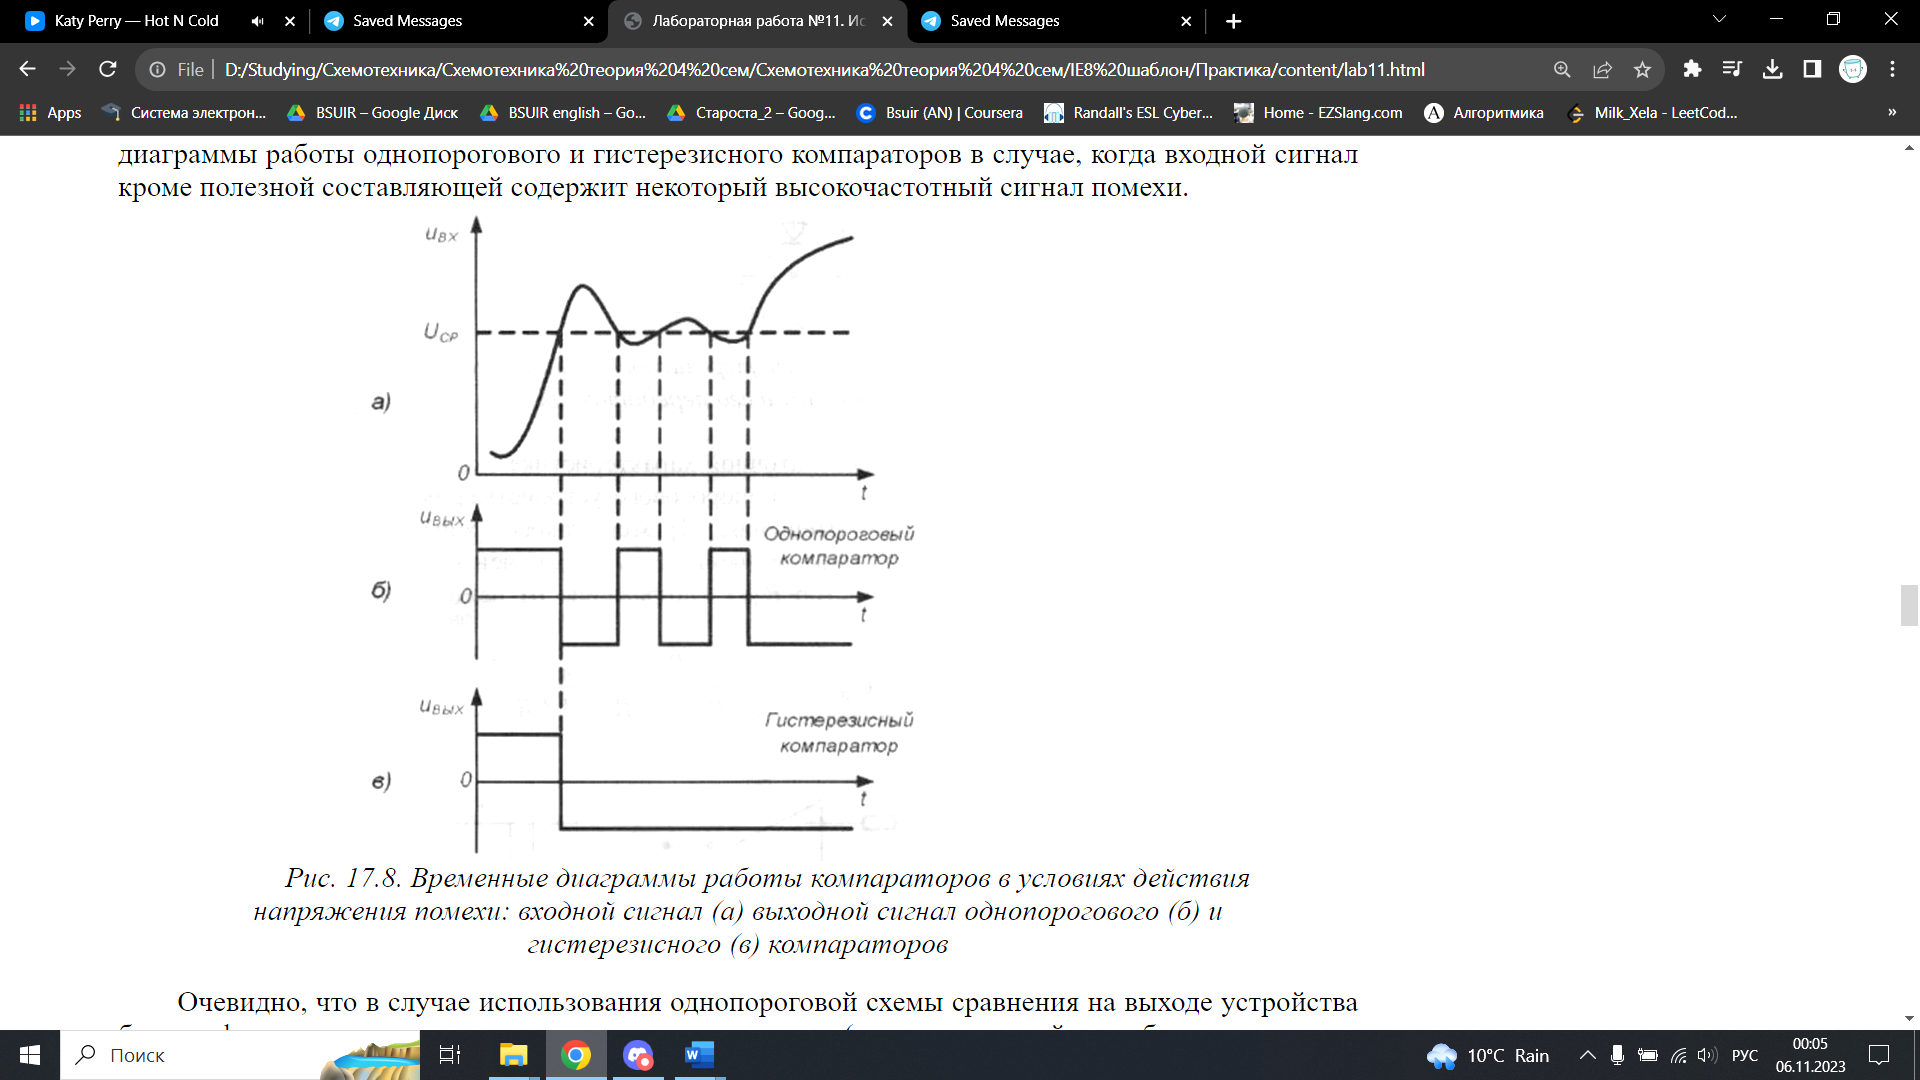 Katy Perry — Hot N Cold
Saved Messages
Лабораторная работа №11. Ис
Saved Messages
File
D:/Studying/Схемотехника/Схемотехника%20теория%204%20сем/Схемотехника%20теория%204%20сем/IE8%20шаблон/Практика/content/lab11.html
Apps
Система электрон...
BSUIR – Google Диск
BSUIR english – Go...
Староста_2 – Goog...
Bsuir (AN) | Coursera
Randall's ESL Cyber...
Home - EZSlang.com
Алгоритмика
Milk_Xela - LeetCod...
»
диаграммы работы однопорогового и гистерезисного компараторов в случае, когда входной сигнал
кроме полезной составляющей содержит некоторый высокочастотный сигнал помехи.
uВХ
UСР
а)
0
t
uВЫХ
Однопороговый
компаратор
б)
0
t
uВЫХ
Гистерезисный
компаратор
в)
0
t
Рис. 17.8. Временные диаграммы работы компараторов в условиях действия
напряжения помехи: входной сигнал (а) выходной сигнал однопорогового (б) и
гистерезисного (в) компараторов
Очевидно, что в случае использования однопороговой схемы сравнения на выходе устройства
Поиск
10°C Rain
РУС
00:05
06.11.2023